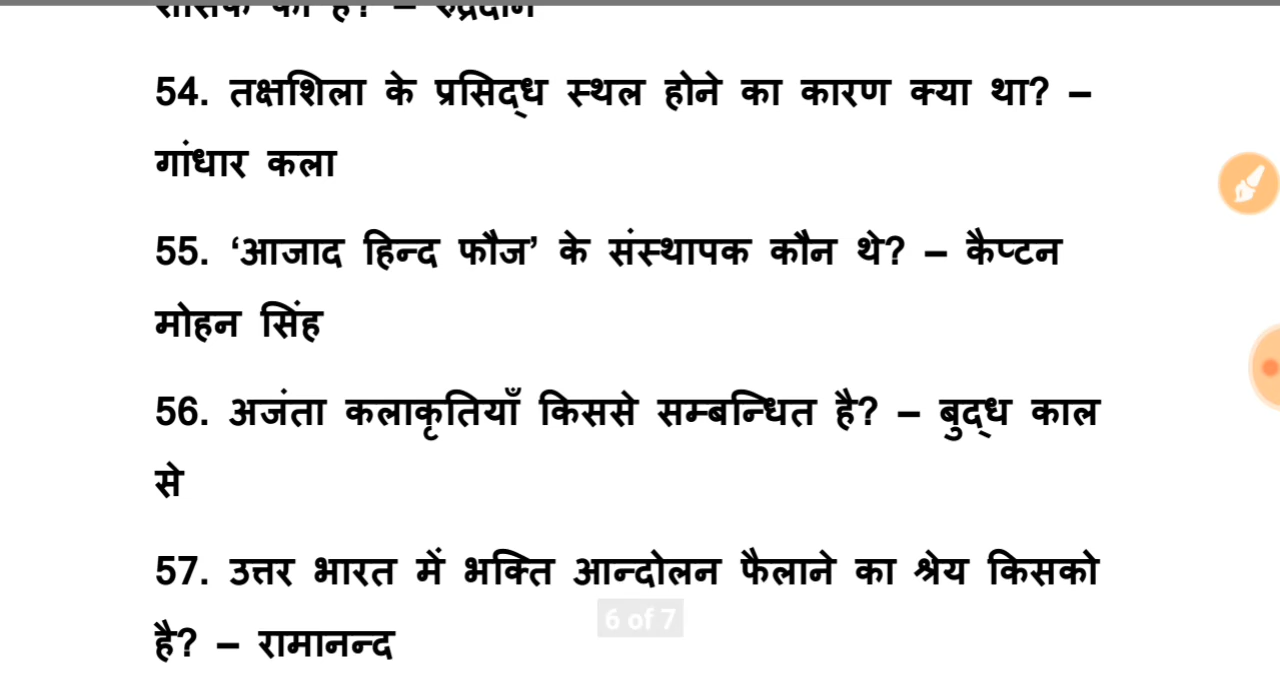 54. तक्षशिला के प्रसिद्ध स्थल होने का कारण क्या था? –
गांधार कला
55. ‘आजाद हिन्द फौज’ के संस्थापक कौन थे? – कैप्टन
मोहन सिंह
56. अजंता कलाकृतियाँ किससे सम्बन्धित है? – बुद्ध काल
से
57. उत्तर भारत में भक्ति आन्दोलन फैलाने का श्रेय किसको
6 of 7
है? – रामानन्द